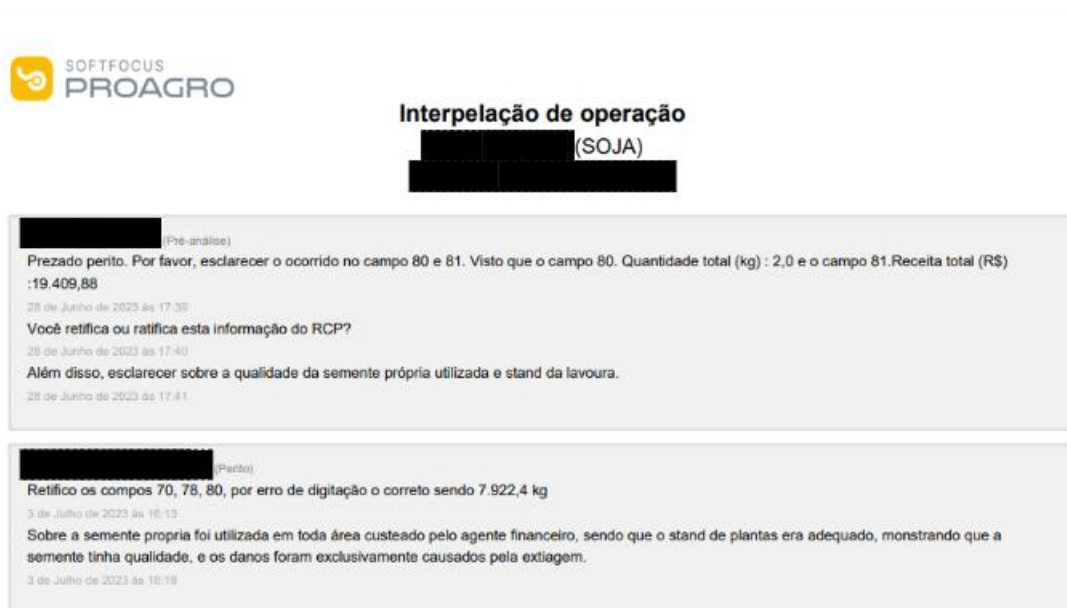 SOFTFOCUS
PROAGRO
Interpelação de operação
(SOJA)
(Pré-análise)
Prezado perito. Por favor, esclarecer o ocorrido no campo 80 e 81. Visto que o campo 80. Quantidade total (kg) : 2,0 e o campo 81.Receita total (R$)
:19.409,88
28 de Junho de 2023 às 17:39
Você retifica ou ratifica esta informação do RCP?
28 de Junho de 2023 às 17:40
Além disso, esclarecer sobre a qualidade da semente própria utilizada e stand da lavoura.
28 de Junho de 2023 às 17:41
(Perito)
Retifico os compos 70, 78, 80, por erro de digitação o correto sendo 7.922,4 kg
3 de Julho de 2023 às 16:13
Sobre a semente propria foi utilizada em toda área custeado pelo agente financeiro, sendo que o stand de plantas era adequado, monstrando que a
semente tinha qualidade, e os danos foram exclusivamente causados pela extiagem.
3 de Julho de 2023 às 16:18